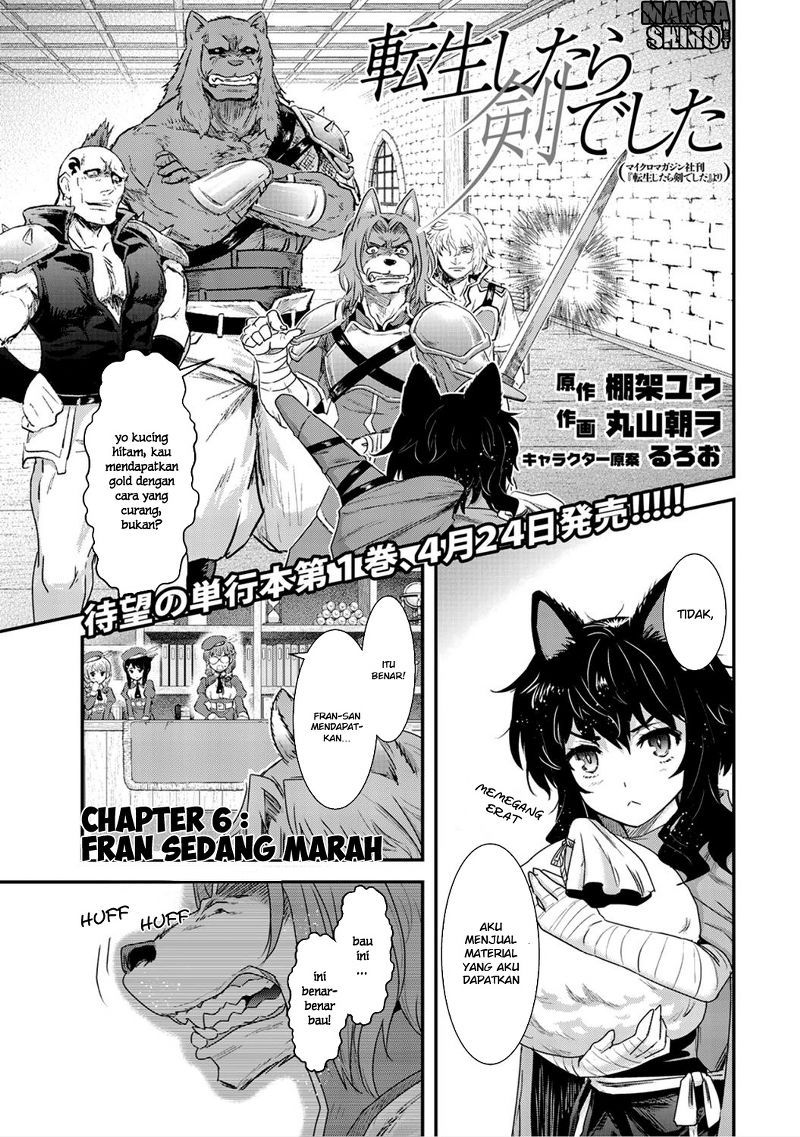 MANGA
SHIRO
転生したら
剣でした
(マイクロマガジン社刊
『転生したら剣でした』より)
原作 棚架ユウ
作画 丸山朝ヲ
キャラクター原案 るろお
yo kucing
hitam, kau
mendapatkan
gold dengan
cara yang
curang,
bukan?
待望の単行本第1巻、4月24日発売!!!!!
TIDAK,
MEMEGANG
ERAT
AKU
MENJUAL
MATERIAL
YANG AKU
DAPATKAN
ITU
BENAR!
FRAN-SAN
MENDAPAT-
KAN...
CHAPTER 6 :
FRAN SEDANG MARAH
bau
ini
...
ini
benar-
benar
bau!
HUFF HUFF